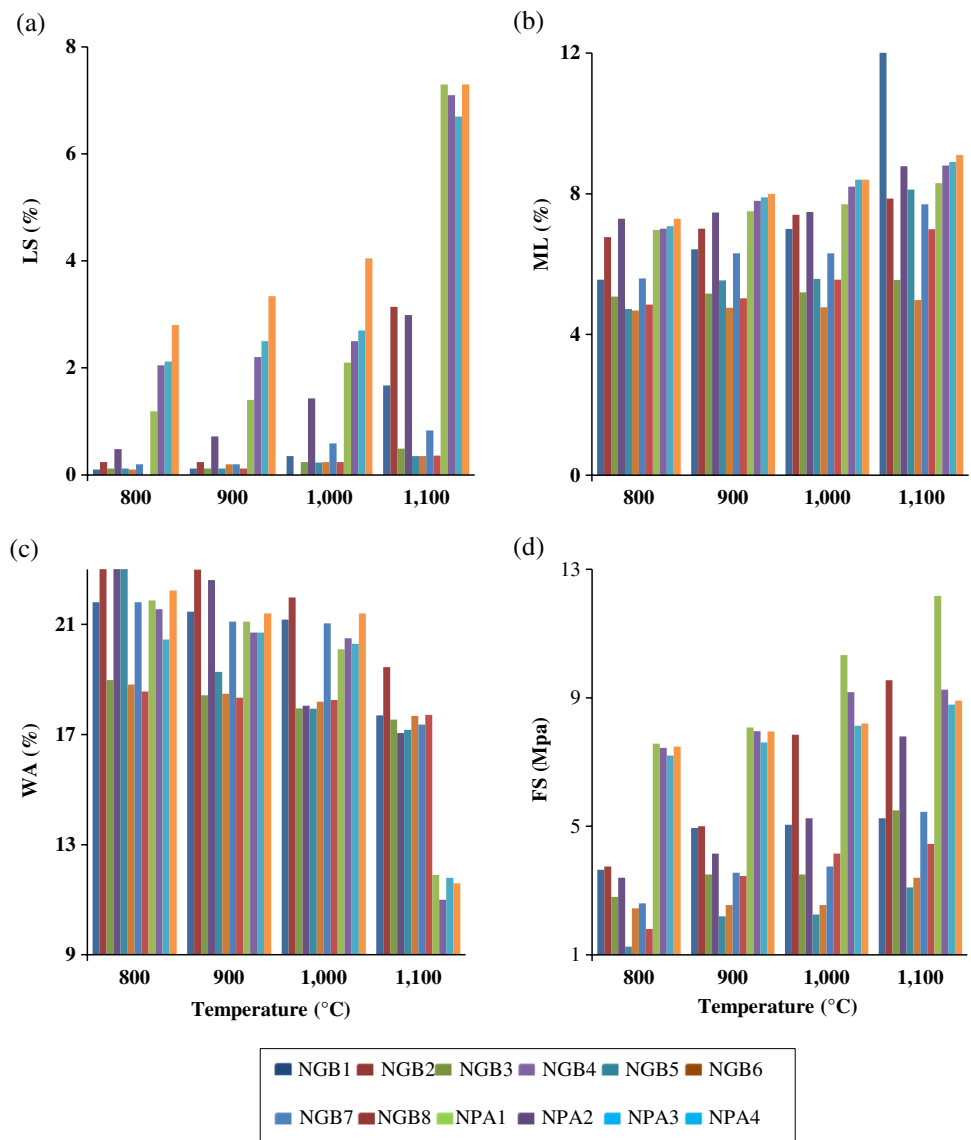 (a)
8
6
4
2
0
LS (%)
800 900 1,000 1,100
(b)
12
8
4
0
ML (%)
800 900 1,000 1,100
(c)
21
17
13
9
WA (%)
800 900 1,000 1,100
Temperature (°C)
(d)
13
9
5
1
FS (Mpa)
800 900 1,000 1,100
Temperature (°C)
NGB1 NGB2 NGB3 NGB4 NGB5 NGB6
NGB7 NGB8 NPA1 NPA2 NPA3 NPA4